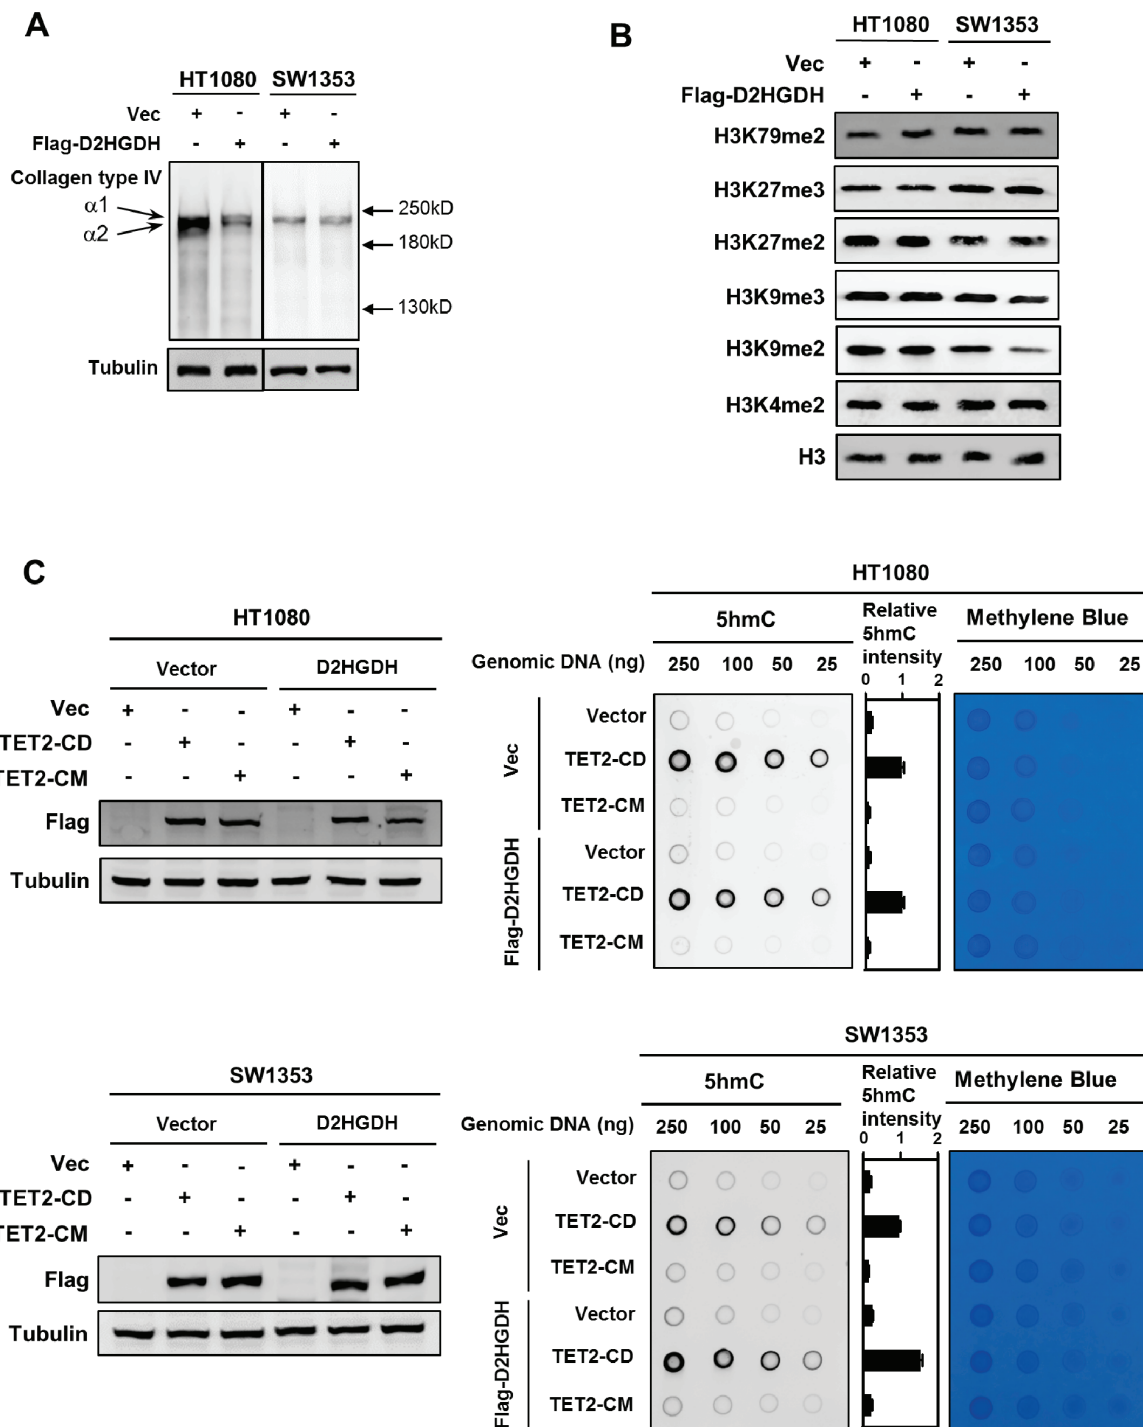 A
HT1080 SW1353
Vec + - + -
Flag-D2HGDH - + - +
Collagen type IV
α1
α2
250kD
180kD
130kD
Tubulin
B
HT1080 SW1353
Vec + - + -
Flag-D2HGDH - + - +
H3K79me2
H3K27me3
H3K27me2
H3K9me3
H3K9me2
H3K4me2
H3
C
HT1080
Vector D2HGDH
Vec + - - + - -
TET2-CD - + - - + -
TET2-CM - - + - - +
Flag
Tubulin
HT1080
5hmC Relative 5hmC intensity Methylene Blue
Genomic DNA (ng) 250 100 50 25 0 1 2 250 100 50 25
Vec
Vector
TET2-CD
TET2-CM
Flag-D2HGDH
Vector
TET2-CD
TET2-CM
SW1353
Vector D2HGDH
Vec + - - + - -
TET2-CD - + - - + -
TET2-CM - - + - - +
Flag
Tubulin
SW1353
5hmC Relative 5hmC intensity Methylene Blue
Genomic DNA (ng) 250 100 50 25 0 1 2 250 100 50 25
Vec
Vector
TET2-CD
TET2-CM
Flag-D2HGDH
Vector
TET2-CD
TET2-CM